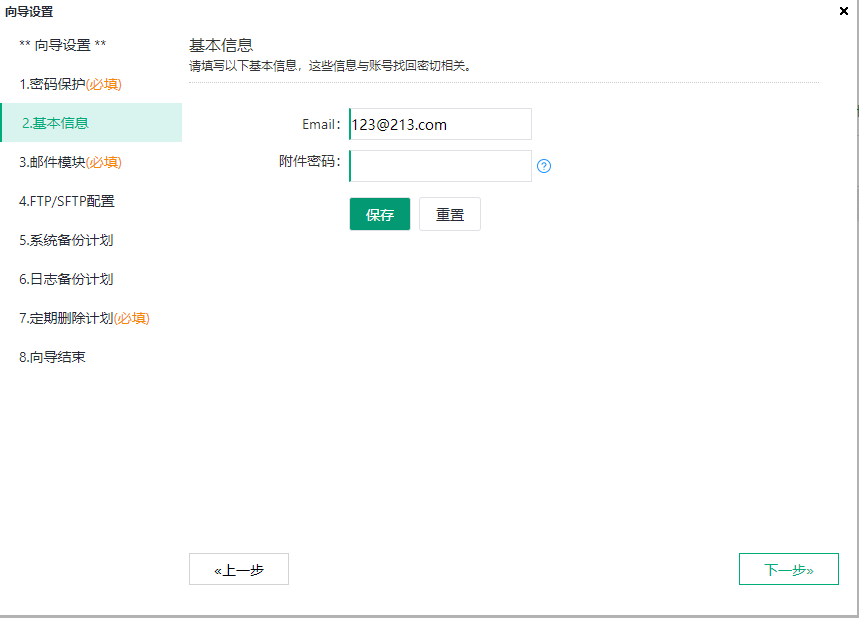 向导设置
** 向导设置 **
1.密码保护(必填)
2.基本信息
3.邮件模块(必填)
4.FTP/SFTP配置
5.系统备份计划
6.日志备份计划
7.定期删除计划(必填)
8.向导结束
基本信息
请填写以下基本信息，这些信息与账号找回密切相关。
Email： 123@213.com
附件密码：
保存 重置
«上一步 下一步»